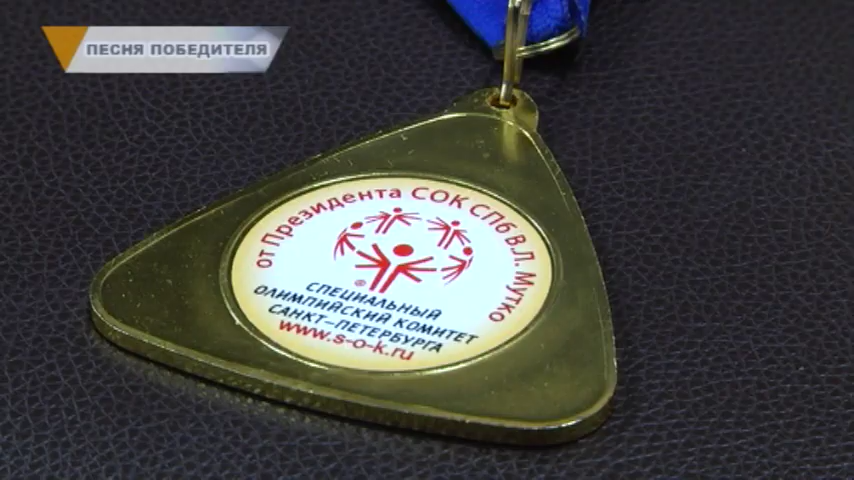 ПЕСНЯ ПОБЕДИТЕЛЯ
от Президента СОК СПб В.Л. Мутко
®
СПЕЦИАЛЬНЫЙ
ОЛИМПИЙСКИЙ КОМИТЕТ
САНКТ-ПЕТЕРБУРГА
www.s-o-k.ru